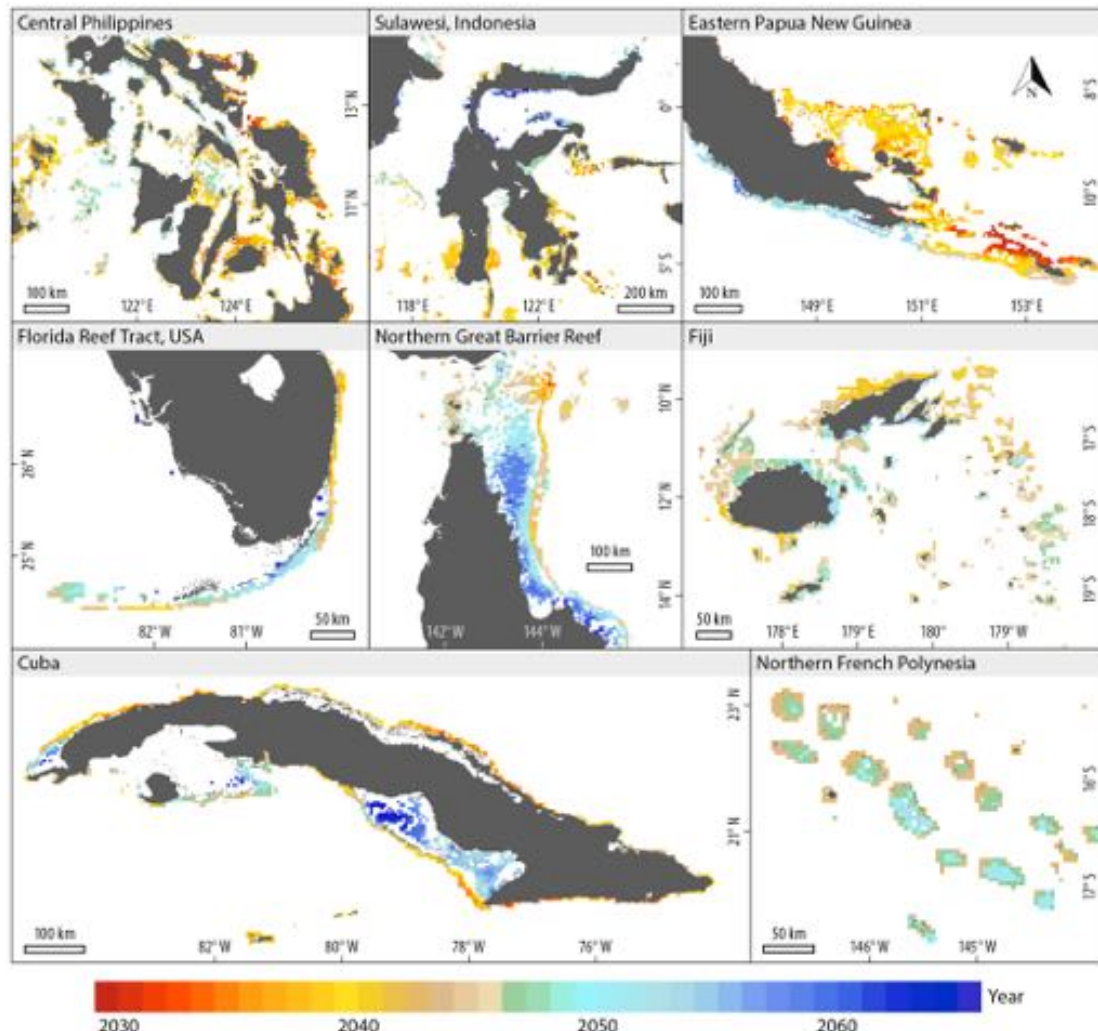 Central Philippines
13°N
11°N
100 km
122°E
124°E
Sulawesi, Indonesia
0°
5°S
118°E
122°E
200 km
Eastern Papua New Guinea
N
8°S
10°S
100 km
149°E
151°E
153°E
Florida Reef Tract, USA
26°N
25°N
82°W
81°W
50 km
Northern Great Barrier Reef
10°N
12°N
14°N
100 km
142°W
144°W
Fiji
17°S
18°S
19°S
50 km
178°E
179°E
180°
179°W
Cuba
23°N
21°N
100 km
82°W
80°W
78°W
76°W
Northern French Polynesia
16°S
17°S
50 km
146°W
145°W
2030
2040
2050
2060
Year